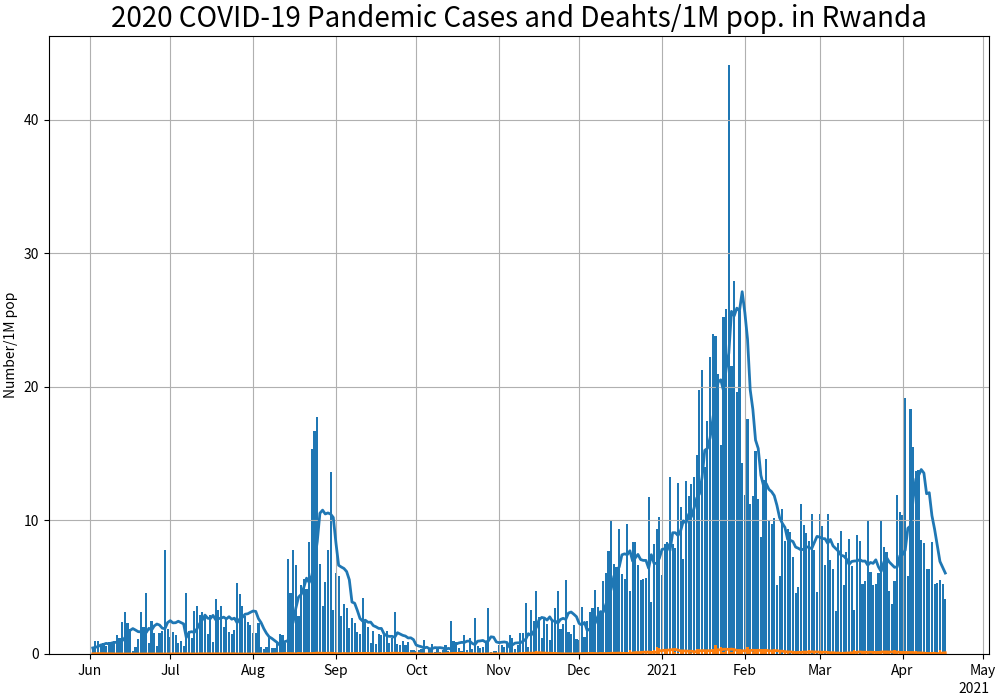 2020 COVID-19 Pandemic Cases and Deahts/1M pop. in Rwanda
Number/1M pop
40
30
20
10
0
Jun Jul Aug Sep Oct Nov Dec 2021 Feb Mar Apr May
2021